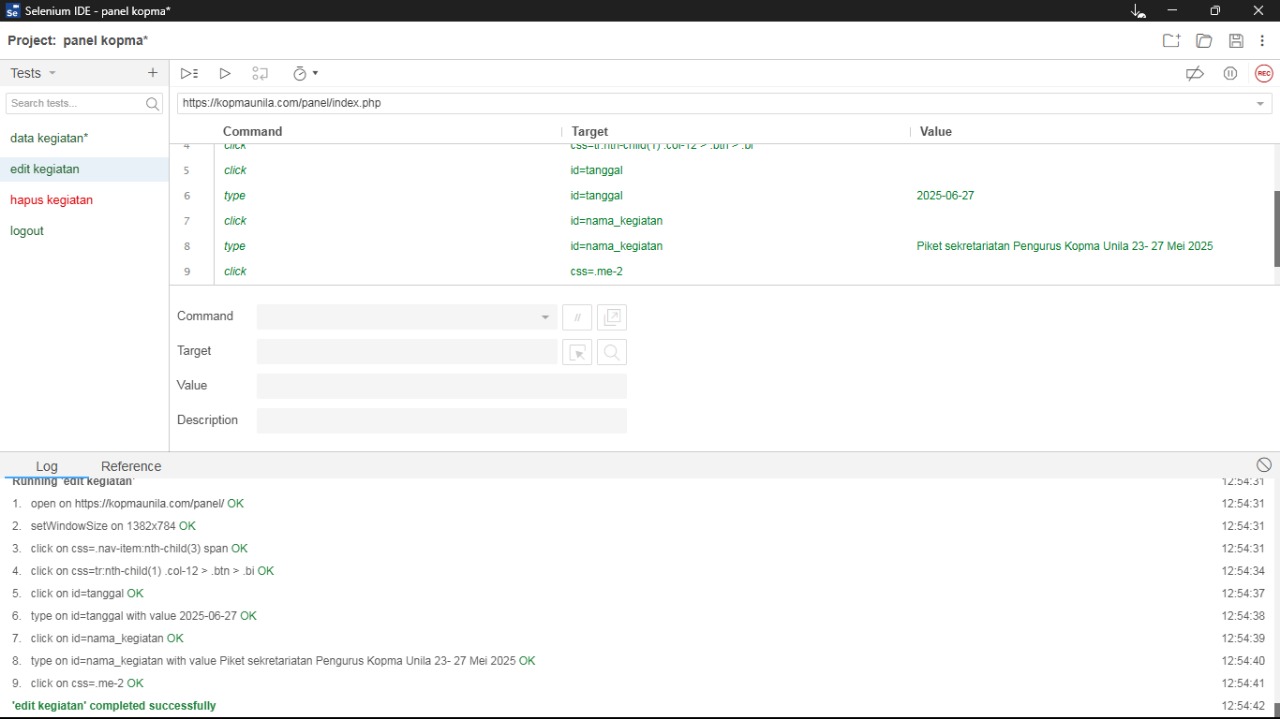 Selenium IDE - panel kopma*
Project: panel kopma*
Tests
Search tests...
data kegiatan*
edit kegiatan
hapus kegiatan
logout
REC
https://kopmaunila.com/panel/index.php
Command Target Value
4 click css=tr:nth-child(1) .col-12 > .btn > .bi
5 click id=tanggal
6 type id=tanggal 2025-06-27
7 click id=nama_kegiatan
8 type id=nama_kegiatan Piket sekretariatan Pengurus Kopma Unila 23- 27 Mei 2025
9 click css=.me-2
Command //
Target
Value
Description
Log Reference
Running 'edit kegiatan' 12:54:31
1. open on https://kopmaunila.com/panel/ OK 12:54:31
2. setWindowSize on 1382x784 OK 12:54:31
3. click on css=.nav-item:nth-child(3) span OK 12:54:31
4. click on css=tr:nth-child(1) .col-12 > .btn > .bi OK 12:54:34
5. click on id=tanggal OK 12:54:37
6. type on id=tanggal with value 2025-06-27 OK 12:54:38
7. click on id=nama_kegiatan OK 12:54:39
8. type on id=nama_kegiatan with value Piket sekretariatan Pengurus Kopma Unila 23- 27 Mei 2025 OK 12:54:40
9. click on css=.me-2 OK 12:54:41
'edit kegiatan' completed successfully 12:54:42